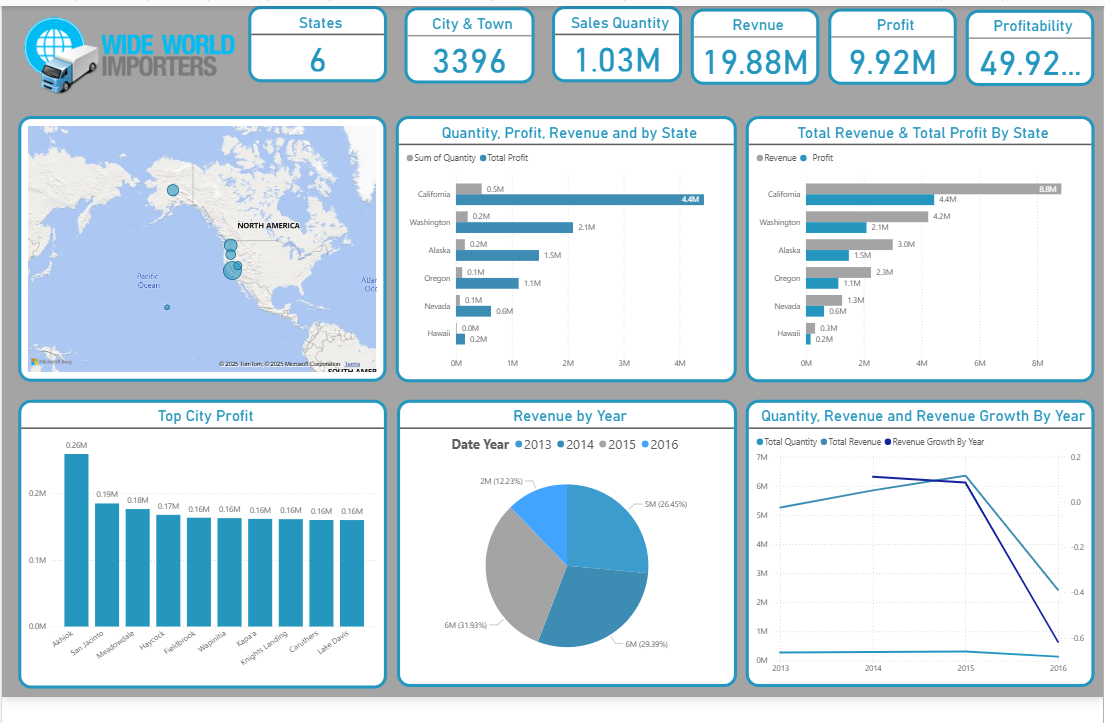 WIDE WORLD
IMPORTERS
States
6
City & Town
3396
Sales Quantity
1.03M
Revnue
19.88M
Profit
9.92M
Profitability
49.92...
NORTH AMERICA
Pacific
Ocean
Atlan
Oce
Microsoft Bing
© 2025 TomTom, © 2025 Microsoft Corporation Terms
SOUTH AMER
Quantity, Profit, Revenue and by State
Sum of Quantity Total Profit
California
0.5M
4.4M
Washington
0.2M
2.1M
Alaska
0.2M
1.5M
Oregon
0.1M
1.1M
Nevada
0.1M
0.6M
Hawaii
0.0M
0.2M
0M 1M 2M 3M 4M
Total Revenue & Total Profit By State
Revenue Profit
California
8.8M
4.4M
Washington
4.2M
2.1M
Alaska
3.0M
1.5M
Oregon
2.3M
1.1M
Nevada
1.3M
0.6M
Hawaii
0.3M
0.2M
0M 2M 4M 6M 8M
Top City Profit
0.26M
0.19M
0.18M
0.17M
0.16M
0.16M
0.16M
0.16M
0.16M
0.16M
0.2M
0.1M
0.0M
Akhiok
San Jacinto
Meadowdale
Haycock
Fieldbrook
Wapinitia
Kapa'a
Knights Landing
Caruthers
Lake Davis
Revenue by Year
Date Year 2013 2014 2015 2016
2M (12.23%)
5M (26.45%)
6M (31.93%)
6M (29.39%)
Quantity, Revenue and Revenue Growth By Year
Total Quantity Total Revenue Revenue Growth By Year
7M
6M
5M
4M
3M
2M
1M
0M
0.2
0.0
-0.2
-0.4
-0.6
2013 2014 2015 2016